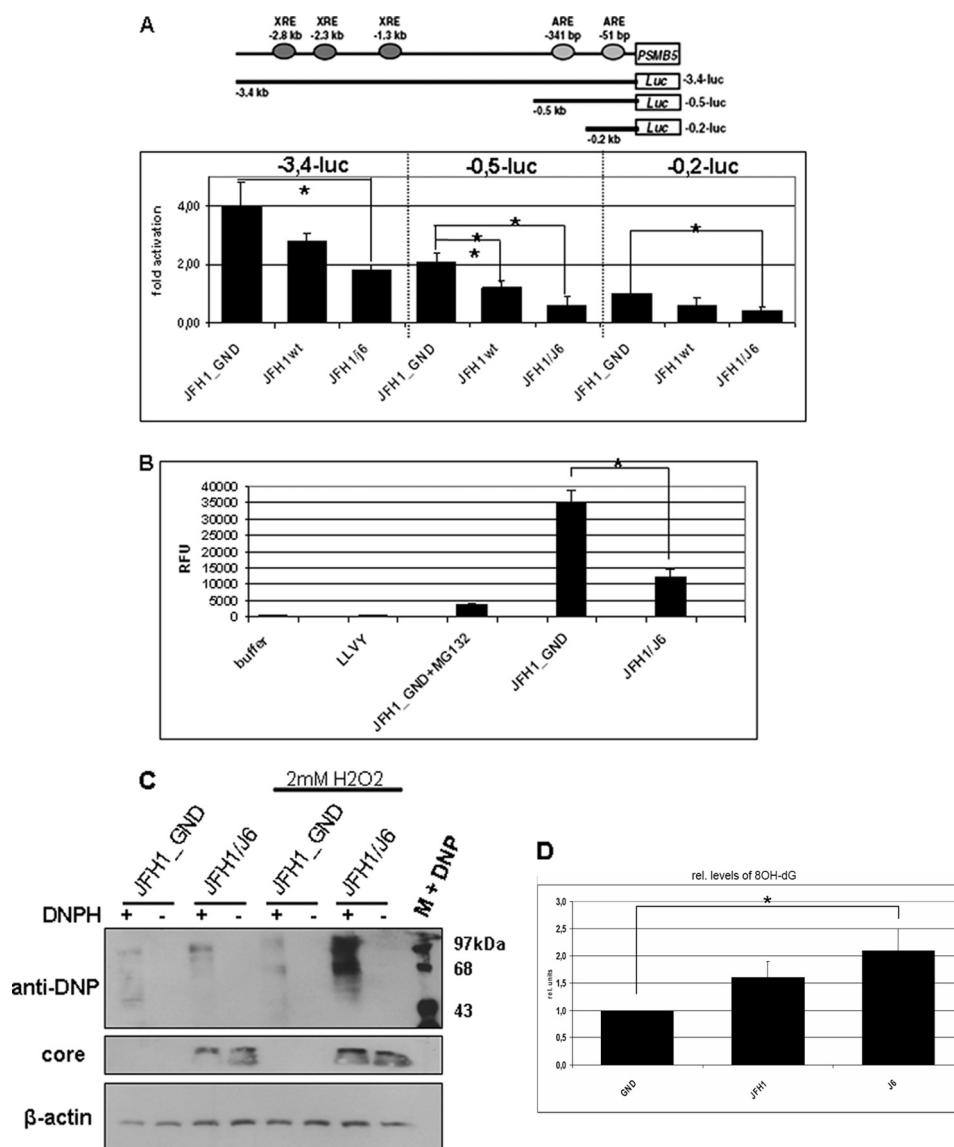 A
XRE XRE XRE ARE ARE
-2.8 kb -2.3 kb -1.3 kb -341 bp -51 bp
PSMB5
Luc -3.4-luc
-3.4 kb
Luc -0.5-luc
-0.5 kb
Luc -0.2-luc
-0.2 kb
-3,4-luc -0,5-luc -0,2-luc
fold activation
4,00
2,00
0,00
* * * * *
JFH1_GND JFH1wt JFH1/j6 JFH1_GND JFH1wt JFH1/J6 JFH1_GND JFH1wt JFH1/J6
B
*
RFU
40000
35000
30000
25000
20000
15000
10000
5000
0
buffer LLVY JFH1_GND+MG132 JFH1_GND JFH1/J6
C
2mM H2O2
JFH1_GND JFH1/J6 JFH1_GND JFH1/J6 M + DNP
DNPH + - + - + - + -
anti-DNP
97kDa
68
43
core
β-actin
D
rel. levels of 8OH-dG
*
rel. units
3,0
2,5
2,0
1,5
1,0
0,5
0,0
GND JFH1 J6